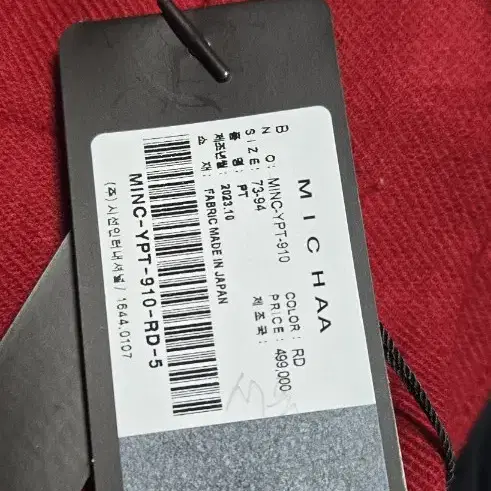 MICHAA
B N O: MINC-YPT-910 COLOR: RD
SIZE: 73-94 PRICE: 499,000
품 명: PT 제조국:
제조년월: 2023.10
소 재: FABRIC MADE IN JAPAN
MINC-YPT-910-RD-5
(주)시선인터내셔널/ 1644.0107